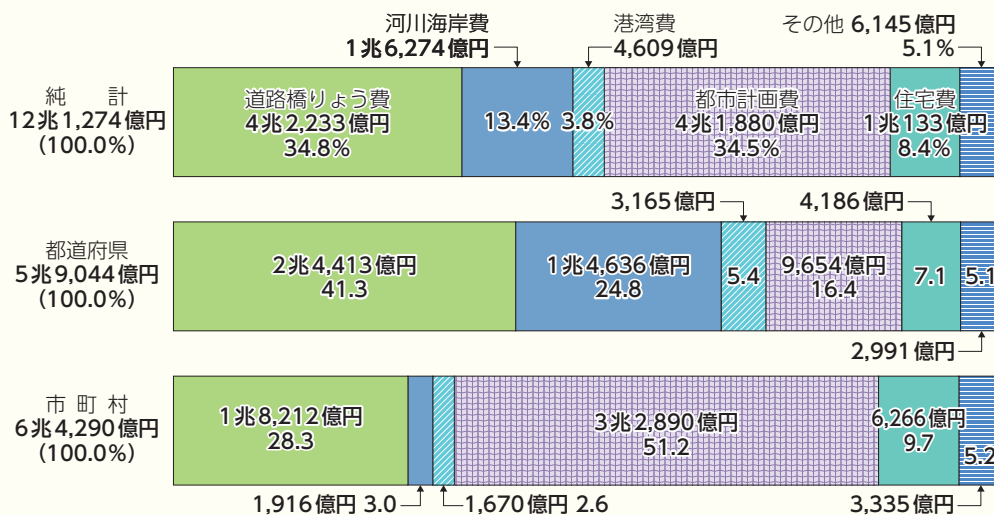 河川海岸費
1兆6,274億円
港湾費
4,609億円
その他 6,145億円
5.1%
純 計
12兆1,274億円
(100.0%)
道路橋りょう費
4兆2,233億円
34.8%
13.4%
3.8%
都市計画費
4兆1,880億円
34.5%
住宅費
1兆133億円
8.4%
3,165億円
4,186億円
都道府県
5兆9,044億円
(100.0%)
2兆4,413億円
41.3
1兆4,636億円
24.8
5.4
9,654億円
16.4
7.1
5.1
2,991億円
市 町 村
6兆4,290億円
(100.0%)
1兆8,212億円
28.3
3兆2,890億円
51.2
6,266億円
9.7
5.2
1,916億円 3.0
1,670億円 2.6
3,335億円